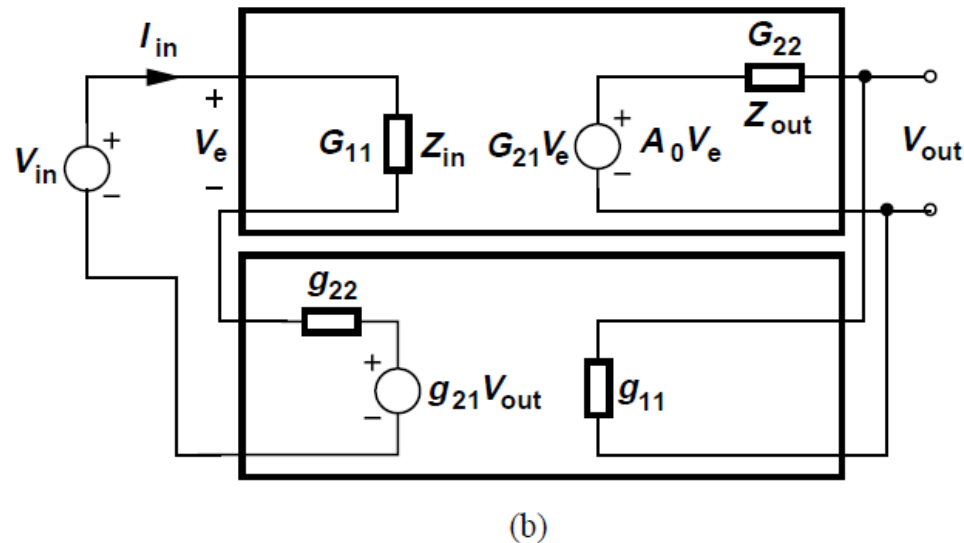 I_in
G_22
+
V_e
−
V_in
+
−
G_11
Z_in
G_21V_e
+
−
A_0V_e
Z_out
V_out
g_22
+
−
g_21V_out
g_11
(b)